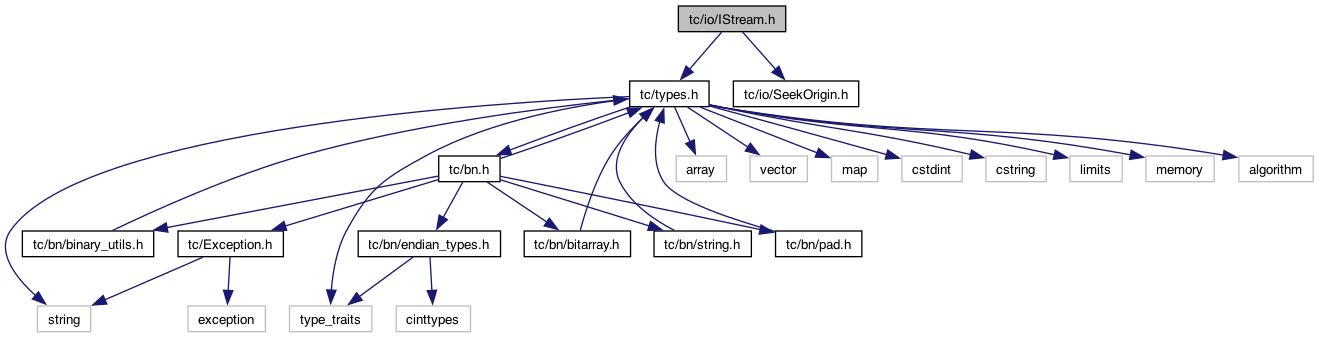 tc/io/IStream.h
tc/types.h
tc/io/SeekOrigin.h
tc/bn.h
array
vector
map
cstdint
cstring
limits
memory
algorithm
tc/bn/binary_utils.h
tc/Exception.h
tc/bn/endian_types.h
tc/bn/bitarray.h
tc/bn/string.h
tc/bn/pad.h
string
exception
type_traits
cinttypes